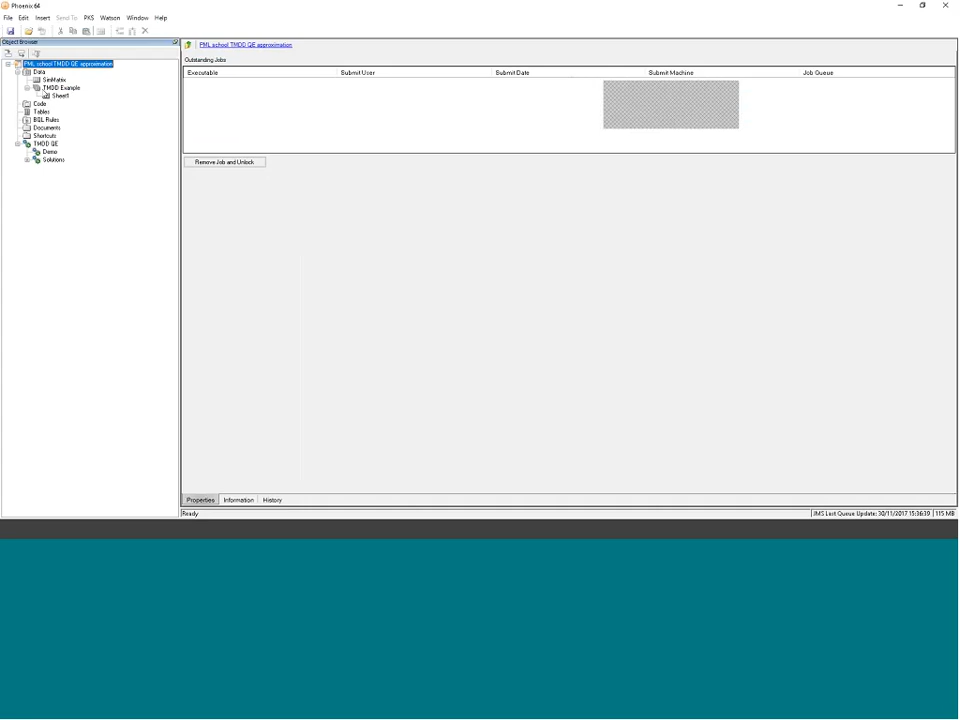 Phoenix 64
File Edit Insert Send To PKS Watson Window Help
Object Browser
PML school TMDD QE approximation
Data
SimMatrix
TMDD Example
Sheet1
Code
Tables
BQL Rules
Documents
Shortcuts
TMDD QE
Demo
Solutions
PML school TMDD QE approximation
Outstanding Jobs
Executable Submit User Submit Date Submit Machine Job Queue
Remove Job and Unlock
Properties Information History
Ready JMS Last Queue Update: 30/11/2017 15:36:39 115 MB